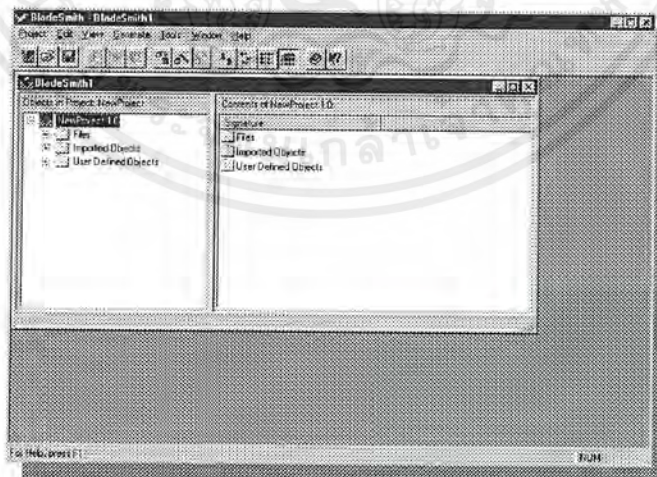 BladeSmith - BladeSmith1
Project Edit View Generate Tools Window Help
BladeSmith1
Objects in Project: NewProject
Contents of NewProject.1.0:
NewProject.1.0
Signature
Files
Files
Imported Objects
Imported Objects
User Defined Objects
User Defined Objects
For Help, press F1
NUM